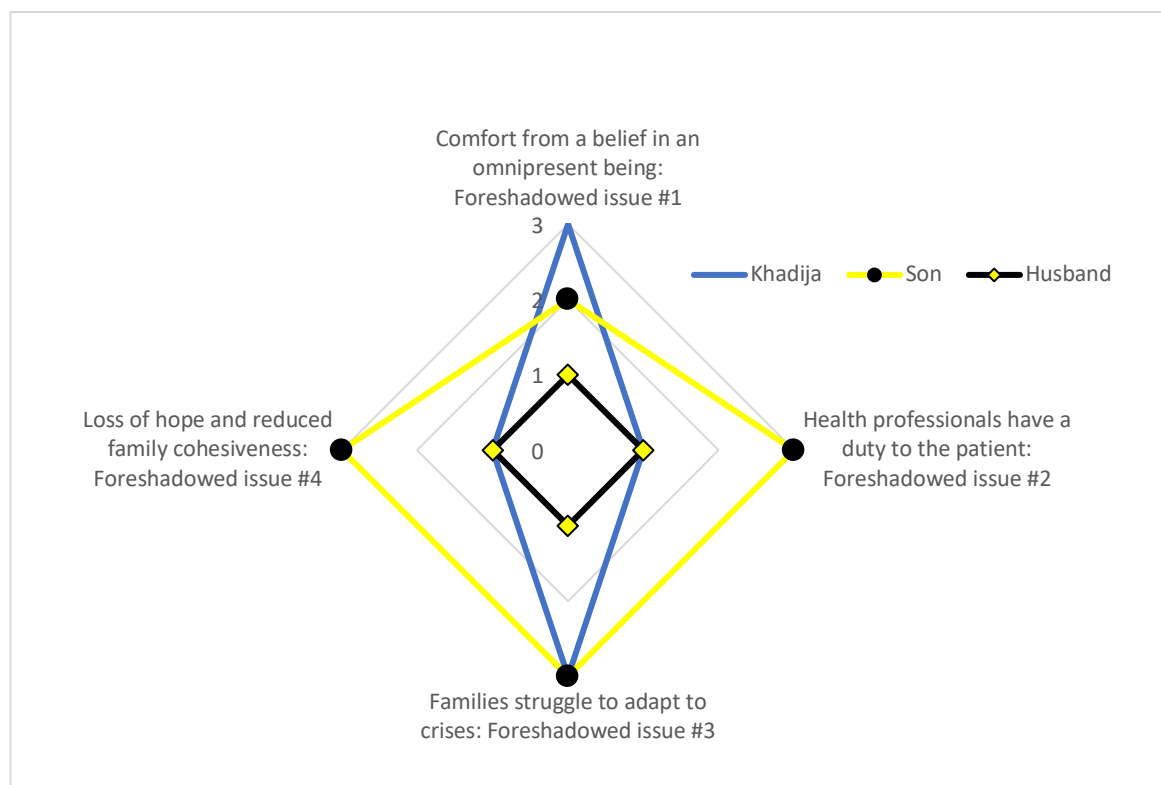 Comfort from a belief in an
omnipresent being:
Foreshadowed issue #1
3
Khadija
Son
Husband
2
1
Loss of hope and reduced
family cohesiveness:
Foreshadowed issue #4
0
Health professionals have a
duty to the patient:
Foreshadowed issue #2
Families struggle to adapt to
crises: Foreshadowed issue #3